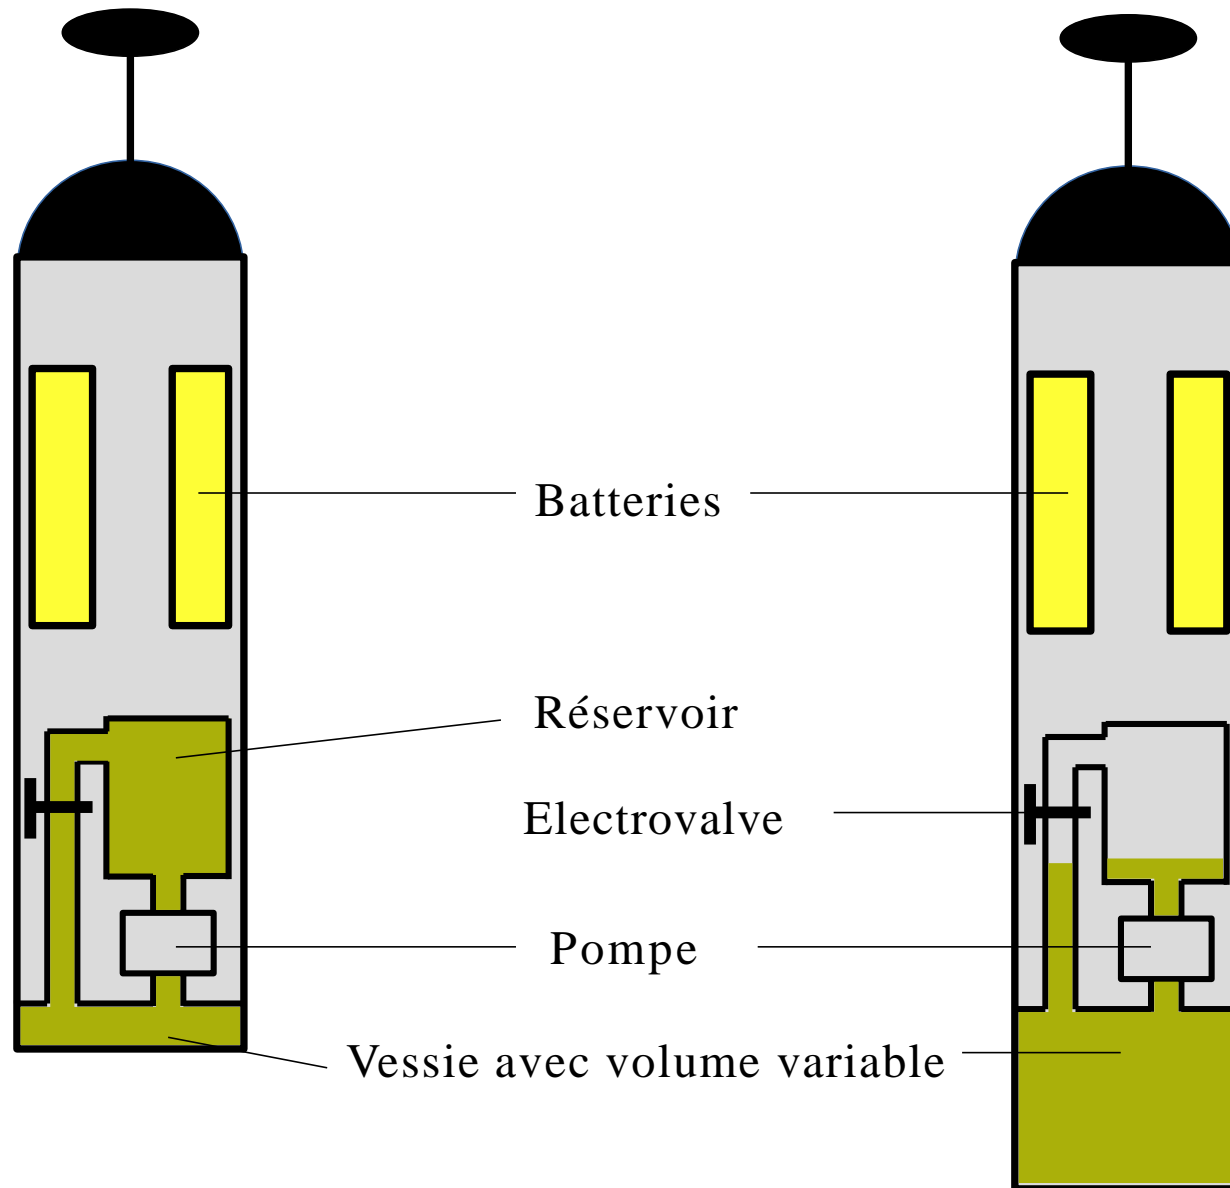 Batteries
Réservoir
Electrovalve
Pompe
Vessie avec volume variable